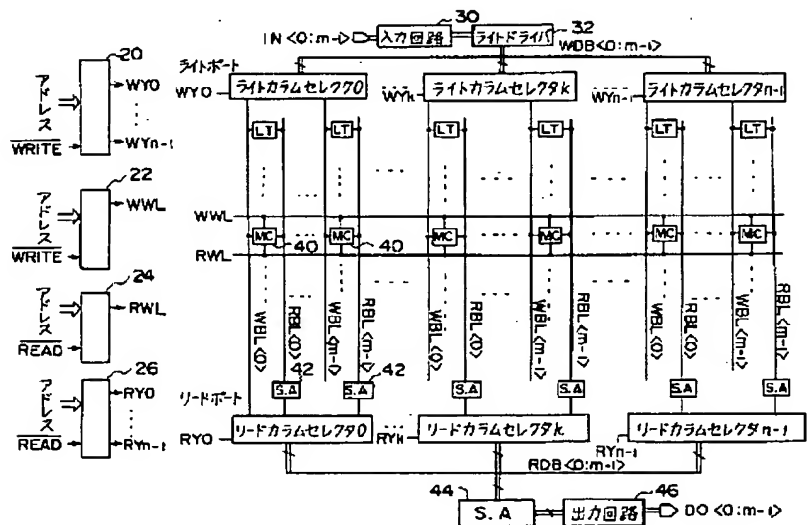 30
32
IN<0:m-1>
入力回路
ライトドライバ
WDB<0:m-1>
20
アドレス
WY0
WYn-1
WRITE
ライトポート
WY0
ライトカラムセレクタ0
WYk
ライトカラムセレクタk
WYn-1
ライトカラムセレクタn-1
LT
LT
LT
LT
LT
LT
22
アドレス
WWL
WRITE
WWL
MC
40
MC
40
MC
MC
MC
MC
RWL
24
アドレス
RWL
READ
WBL<0>
RBL<0>
WBL<m-1>
RBL<m-1>
WBL<0>
RBL<0>
WBL<m-1>
RBL<m-1>
WBL<0>
RBL<0>
WBL<m-1>
RBL<m-1>
26
アドレス
RY0
RYn-1
READ
リードポート
S.A
42
S.A
42
S.A
S.A
S.A
S.A
RY0
リードカラムセレクタ0
RYk
リードカラムセレクタk
RYn-1
リードカラムセレクタn-1
RDB<0:m-1>
44
S.A
46
出力回路
DO<0:m-1>